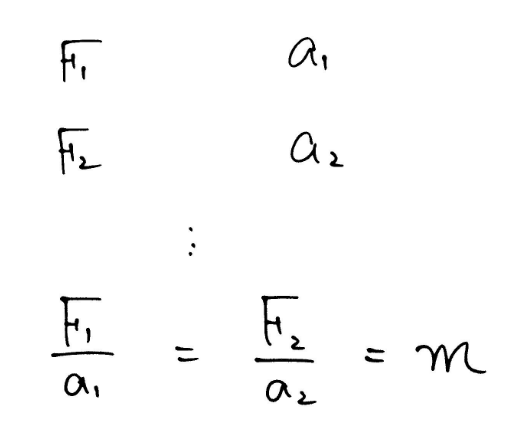 F₁ a₁
F₂ a₂
⋮
F₁/a₁ = F₂/a₂ = m